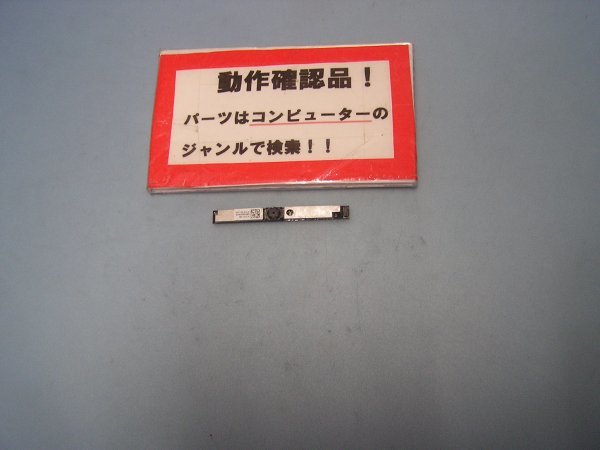 動作確認品！
パーツはコンピューターの
ジャンルで検索！！